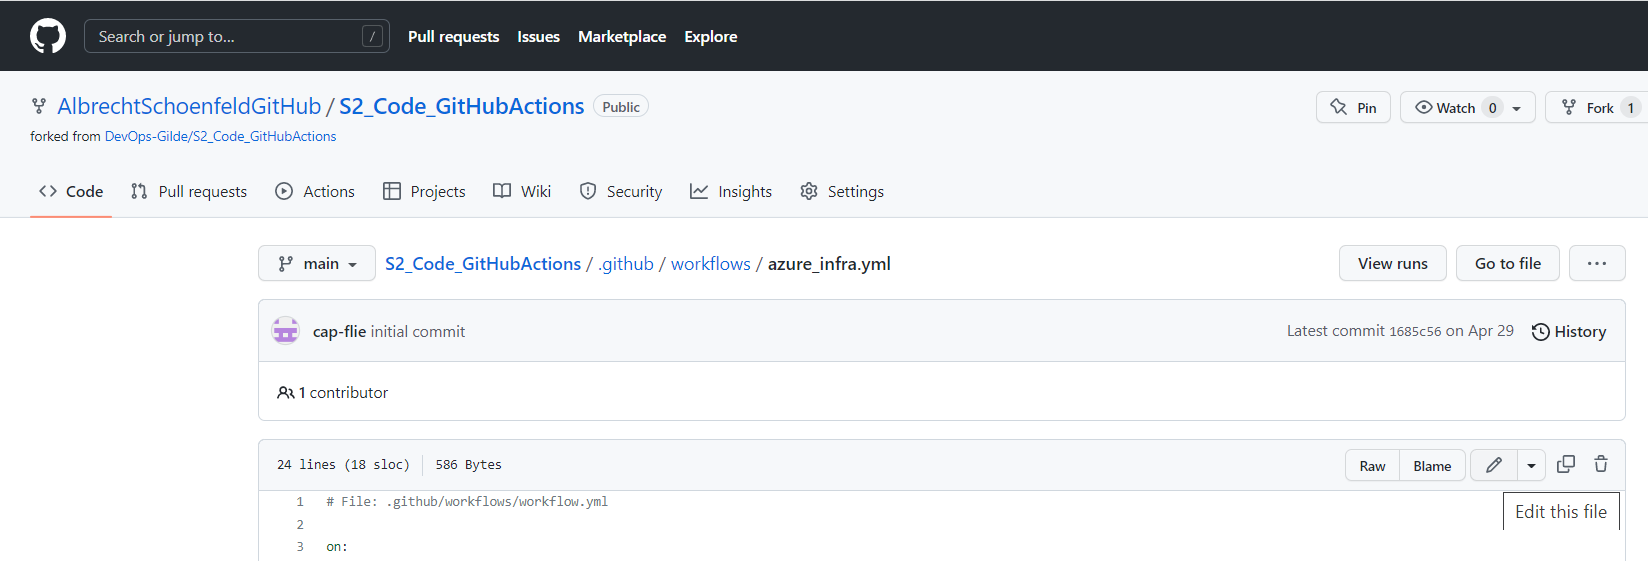 Search or jump to... / Pull requests Issues Marketplace Explore
AlbrechtSchoenfeldGitHub / S2_Code_GitHubActions Public Pin Watch 0 Fork 1
forked from DevOps-Gilde/S2_Code_GitHubActions
<> Code Pull requests Actions Projects Wiki Security Insights Settings
main S2_Code_GitHubActions / .github / workflows / azure_infra.yml View runs Go to file ...
cap-flie initial commit Latest commit 1685c56 on Apr 29 History
1 contributor
24 lines (18 sloc) 586 Bytes Raw Blame
1 # File: .github/workflows/workflow.yml
Edit this file
2
3 on: